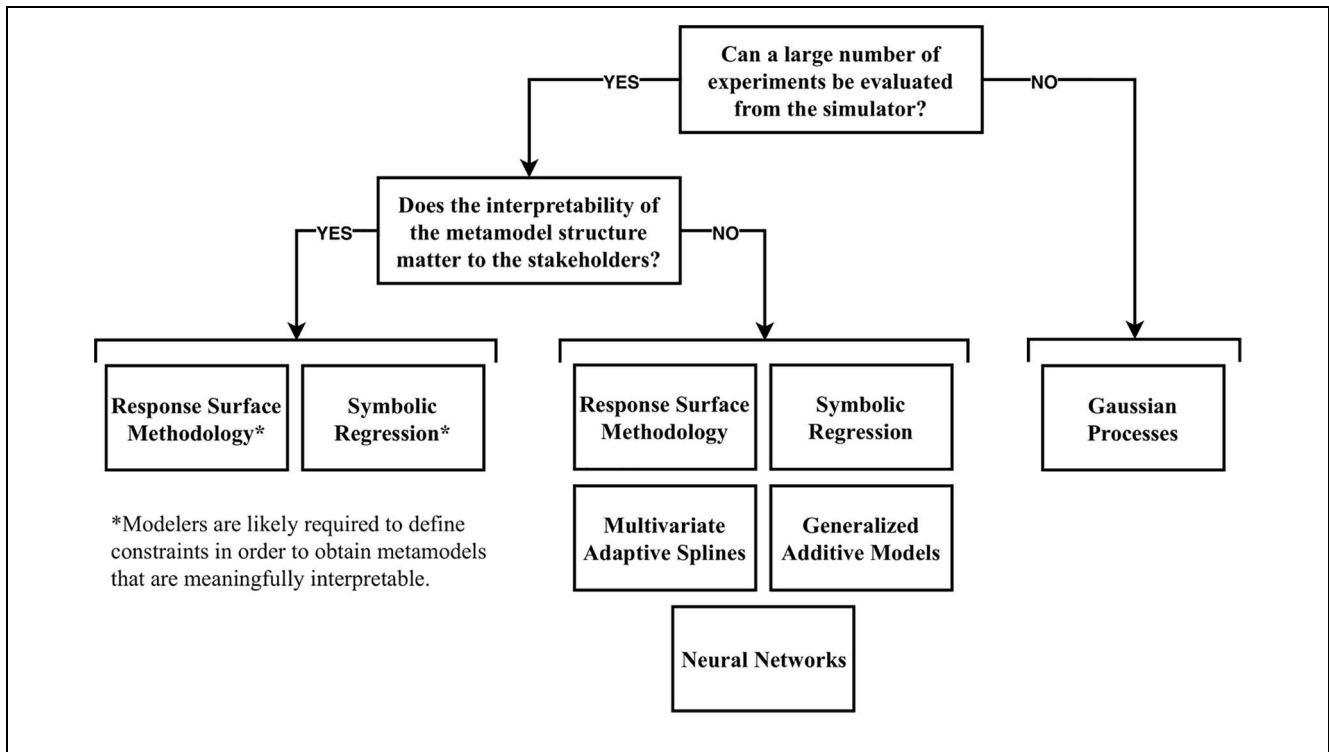 Can a large number of
experiments be evaluated
from the simulator?
YES
NO
Does the interpretability of
the metamodel structure
matter to the stakeholders?
YES
NO
Response Surface
Methodology*
Symbolic
Regression*
Response Surface
Methodology
Symbolic
Regression
Gaussian
Processes
*Modelers are likely required to define
constraints in order to obtain metamodels
that are meaningfully interpretable.
Multivariate
Adaptive Splines
Generalized
Additive Models
Neural Networks